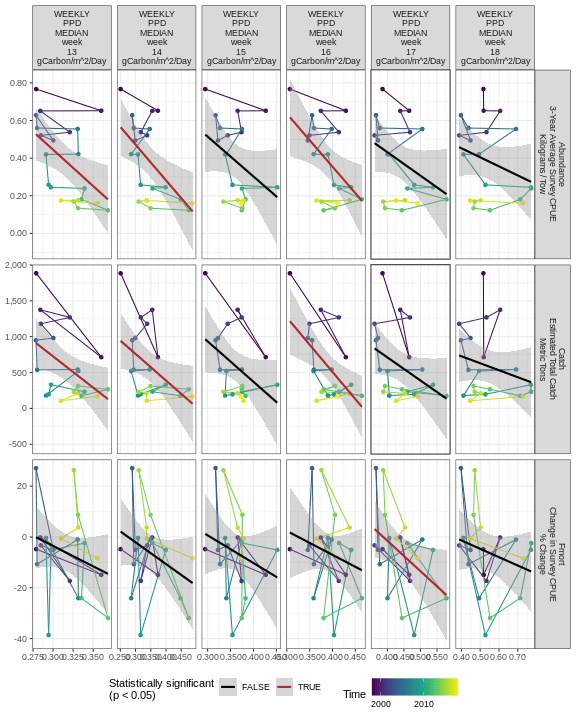 WEEKLY
PPD
MEDIAN
week
13
gCarbon/m^2/Day
WEEKLY
PPD
MEDIAN
week
14
gCarbon/m^2/Day
WEEKLY
PPD
MEDIAN
week
15
gCarbon/m^2/Day
WEEKLY
PPD
MEDIAN
week
16
gCarbon/m^2/Day
WEEKLY
PPD
MEDIAN
week
17
gCarbon/m^2/Day
WEEKLY
PPD
MEDIAN
week
18
gCarbon/m^2/Day
0.80
0.60
0.40
0.20
0.00
Abundance
3-Year Average Survey CPUE
Kilograms / Tow
2,000
1,500
1,000
500
0
-500
Catch
Estimated Total Catch
Metric Tons
20
0
-20
-40
Fmort
Change in Survey CPUE
% Change
0.275 0.300 0.325 0.350
0.250 0.300 0.350 0.400 0.450
0.300 0.350 0.400 0.450
0.300 0.350 0.400 0.450
0.400 0.450 0.500 0.550
0.40 0.50 0.60 0.70
Statistically significant
(p < 0.05)
FALSE
TRUE
Time
2000 2010